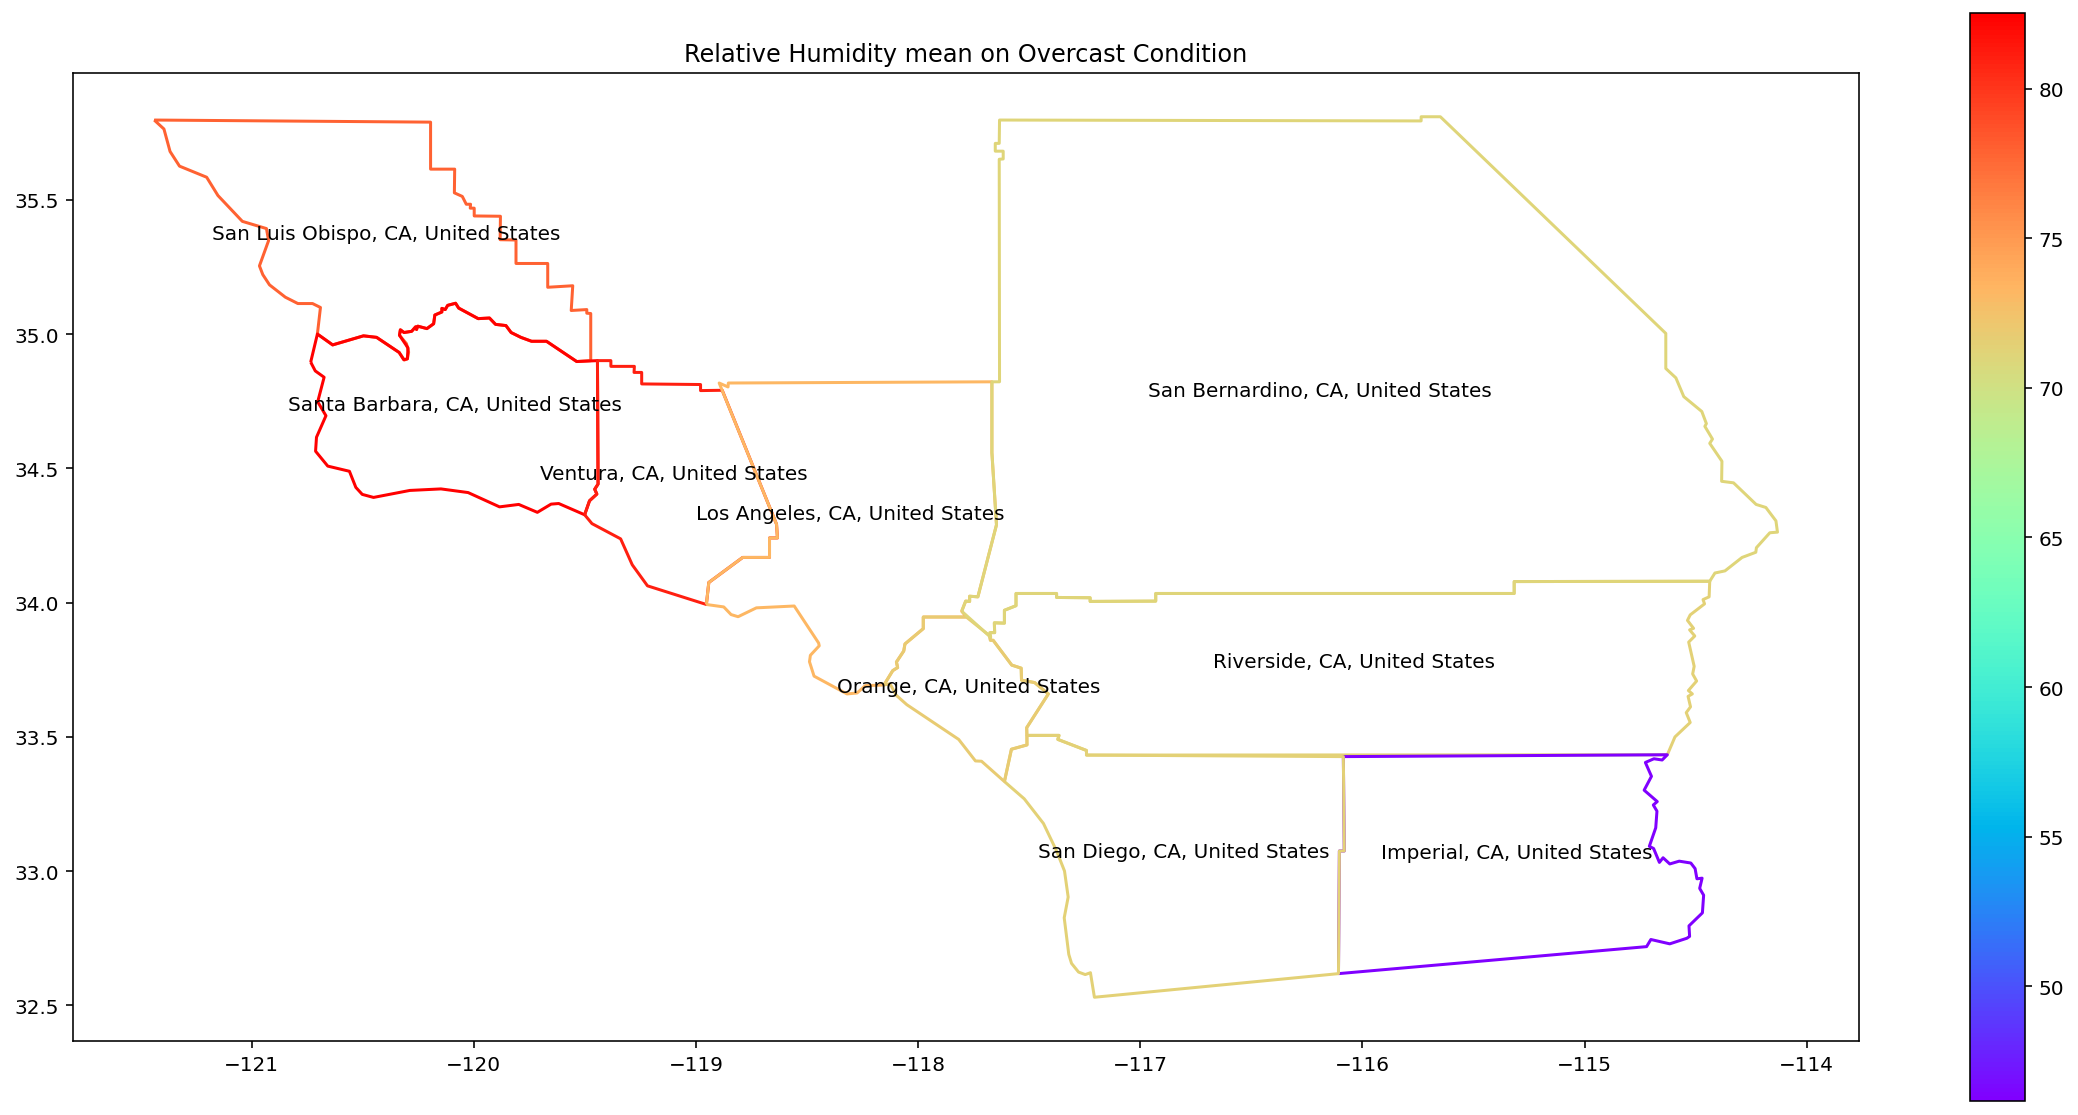 Relative Humidity mean on Overcast Condition
San Luis Obispo, CA, United States
Santa Barbara, CA, United States
San Bernardino, CA, United States
Ventura, CA, United States
Los Angeles, CA, United States
Riverside, CA, United States
Orange, CA, United States
San Diego, CA, United States
Imperial, CA, United States
35.5
35.0
34.5
34.0
33.5
33.0
32.5
−121
−120
−119
−118
−117
−116
−115
−114
80
75
70
65
60
55
50